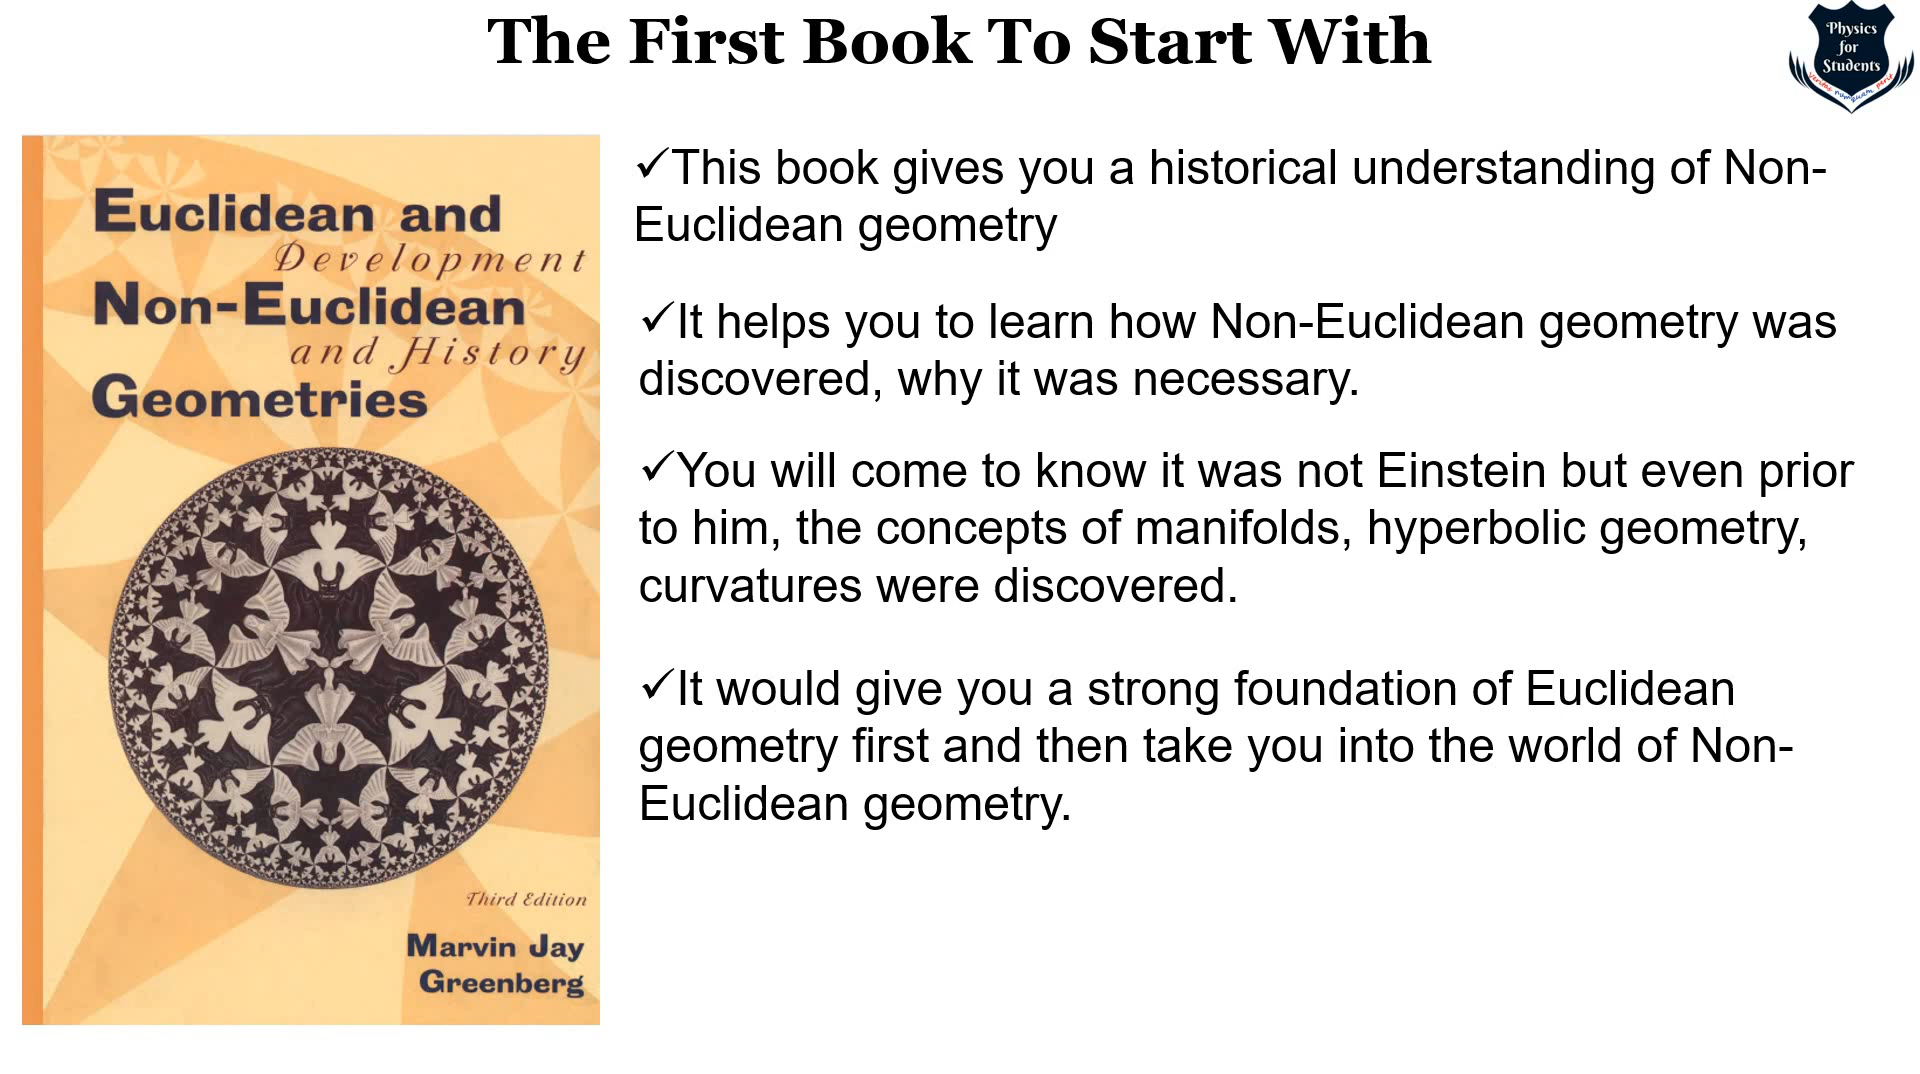 The First Book To Start With
Physics
for
Students
veritas numquam perit
Euclidean and
Development
Non-Euclidean
and History
Geometries
Third Edition
Marvin Jay
Greenberg
✓This book gives you a historical understanding of Non-
Euclidean geometry
✓It helps you to learn how Non-Euclidean geometry was
discovered, why it was necessary.
✓You will come to know it was not Einstein but even prior
to him, the concepts of manifolds, hyperbolic geometry,
curvatures were discovered.
✓It would give you a strong foundation of Euclidean
geometry first and then take you into the world of Non-
Euclidean geometry.